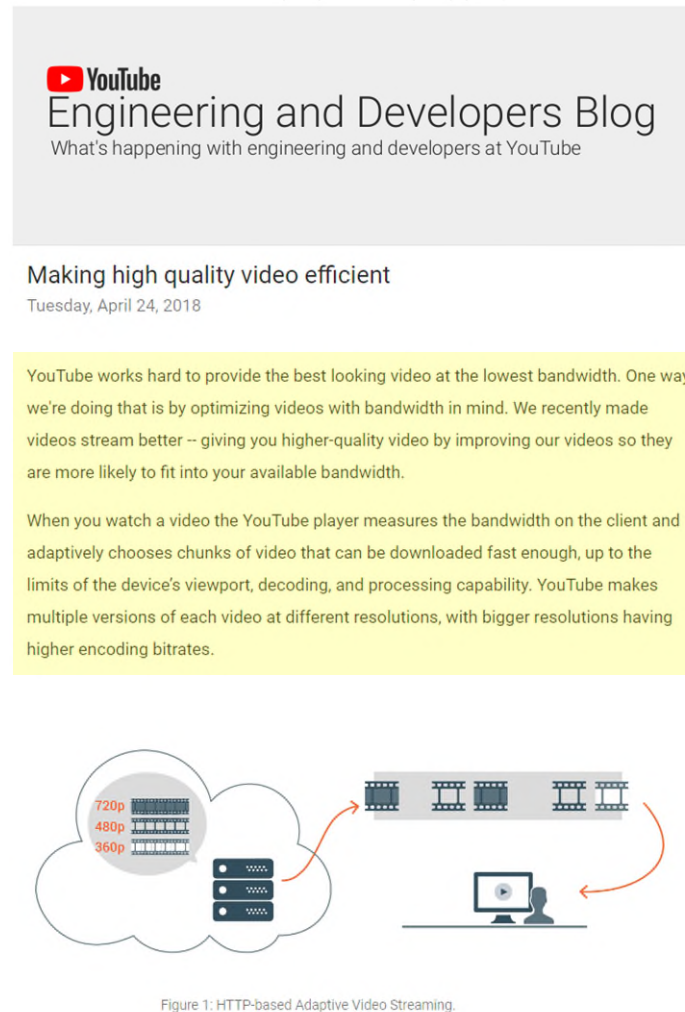 YouTube
Engineering and Developers Blog
What's happening with engineering and developers at YouTube
Making high quality video efficient
Tuesday, April 24, 2018
YouTube works hard to provide the best looking video at the lowest bandwidth. One way
we're doing that is by optimizing videos with bandwidth in mind. We recently made
videos stream better -- giving you higher-quality video by improving our videos so they
are more likely to fit into your available bandwidth.
When you watch a video the YouTube player measures the bandwidth on the client and
adaptively chooses chunks of video that can be downloaded fast enough, up to the
limits of the device’s viewport, decoding, and processing capability. YouTube makes
multiple versions of each video at different resolutions, with bigger resolutions having
higher encoding bitrates.
720p
480p
360p
Figure 1: HTTP-based Adaptive Video Streaming.